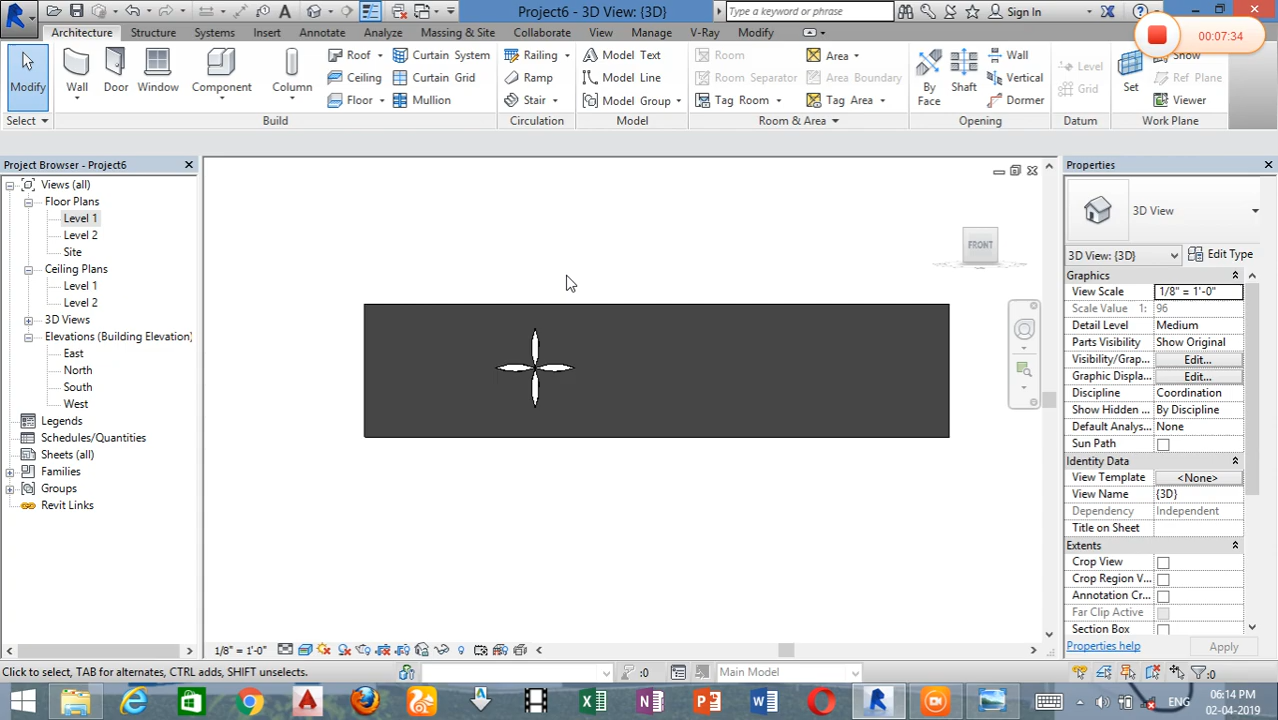 Project6 - 3D View: {3D}
Type a keyword or phrase
Sign In
00:07:34
Architecture Structure Systems Insert Annotate Analyze Massing & Site Collaborate View Manage V-Ray Modify
Modify
Select
Wall
Door
Window
Component
Column
Roof
Ceiling
Floor
Curtain System
Curtain Grid
Mullion
Build
Railing
Ramp
Stair
Circulation
Model Text
Model Line
Model Group
Model
Room
Room Separator
Tag Room
Area
Area Boundary
Tag Area
Room & Area
By Face
Shaft
Wall
Vertical
Dormer
Opening
Level
Grid
Datum
Set
Show
Ref Plane
Viewer
Work Plane
Project Browser - Project6
Views (all)
Floor Plans
Level 1
Level 2
Site
Ceiling Plans
Level 1
Level 2
3D Views
Elevations (Building Elevation)
East
North
South
West
Legends
Schedules/Quantities
Sheets (all)
Families
Groups
Revit Links
FRONT
Properties
3D View
3D View: {3D}
Edit Type
Graphics
View Scale 1/8" = 1'-0"
Scale Value 1: 96
Detail Level Medium
Parts Visibility Show Original
Visibility/Grap... Edit...
Graphic Displa... Edit...
Discipline Coordination
Show Hidden ... By Discipline
Default Analys... None
Sun Path
Identity Data
View Template <None>
View Name {3D}
Dependency Independent
Title on Sheet
Extents
Crop View
Crop Region V...
Annotation Cr...
Far Clip Active
Section Box
Properties help
Apply
1/8" = 1'-0"
Click to select, TAB for alternates, CTRL adds, SHIFT unselects.
:0
Main Model
:0
ENG
06:14 PM
02-04-2019